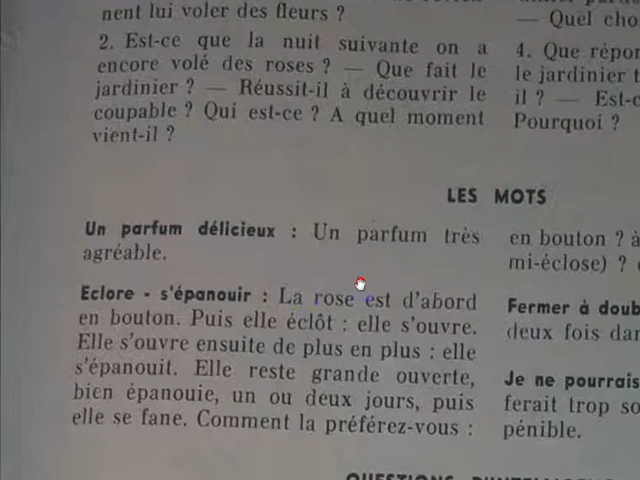 nent lui voler des fleurs ?
2. Est-ce que la nuit suivante on a
encore volé des roses ? — Que fait le
jardinier ? — Réussit-il à découvrir le
coupable ? Qui est-ce ? A quel moment
vient-il ?
— Quel cho
4. Que répon
le jardinier t
il ? — Est-c
Pourquoi ?
LES MOTS
Un parfum délicieux : Un parfum très
agréable.
Eclore - s'épanouir : La rose est d'abord
en bouton. Puis elle éclôt : elle s'ouvre.
Elle s'ouvre ensuite de plus en plus : elle
s'épanouit. Elle reste grande ouverte,
bien épanouie, un ou deux jours, puis
elle se fane. Comment la préférez-vous :
en bouton ? à
mi-éclose) ?
Fermer à doub
deux fois dan
Je ne pourrais
ferait trop so
pénible.
QUESTIONS